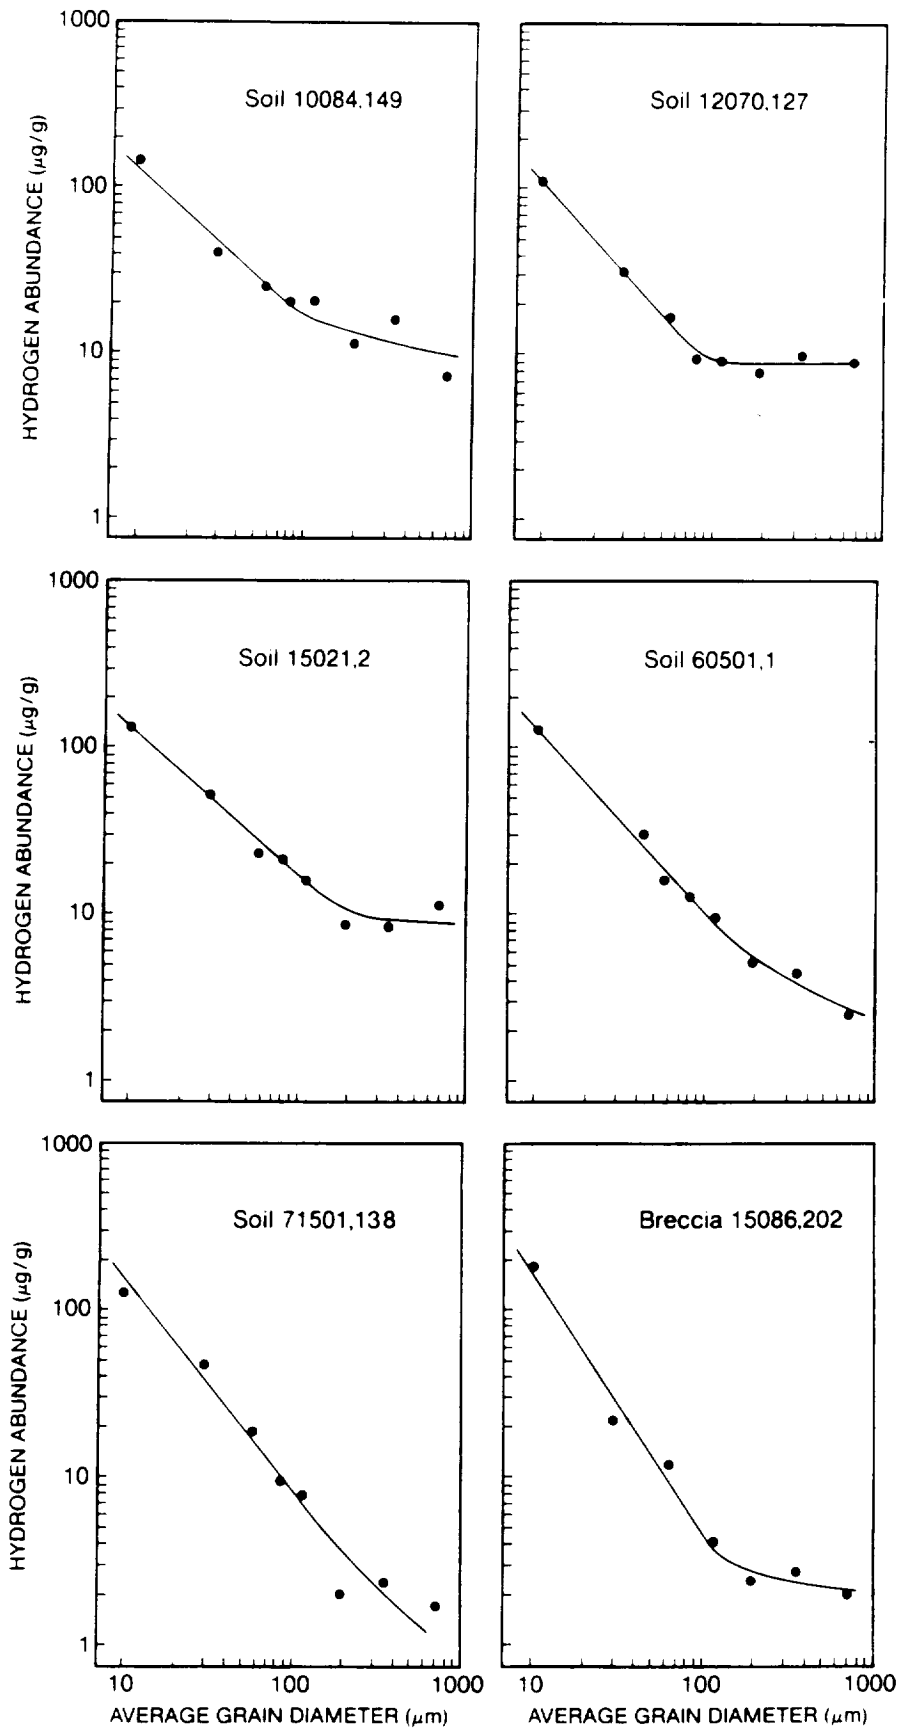 1000
100
10
1
HYDROGEN ABUNDANCE (μg/g)
Soil 10084,149
Soil 12070,127
1000
100
10
1
HYDROGEN ABUNDANCE (μg/g)
Soil 15021,2
Soil 60501,1
1000
100
10
1
HYDROGEN ABUNDANCE (μg/g)
Soil 71501,138
Breccia 15086,202
10 100 1000
10 100 1000
AVERAGE GRAIN DIAMETER (μm)
AVERAGE GRAIN DIAMETER (μm)